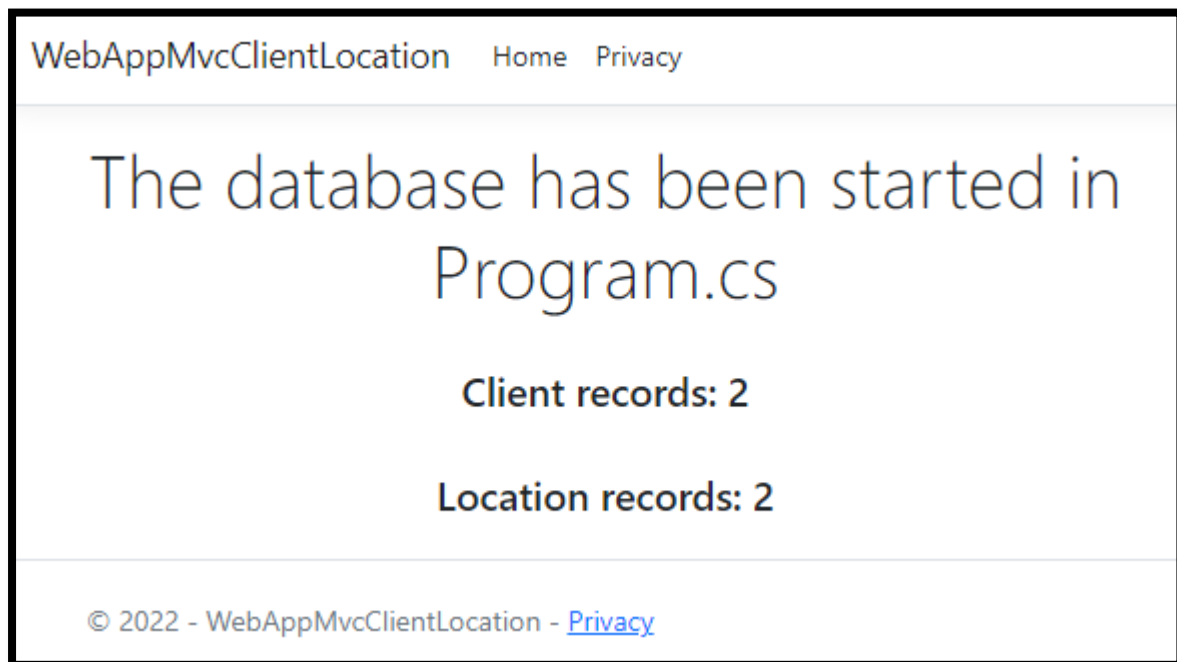 WebAppMvcClientLocation Home Privacy
The database has been started in
Program.cs
Client records: 2
Location records: 2
© 2022 - WebAppMvcClientLocation - Privacy